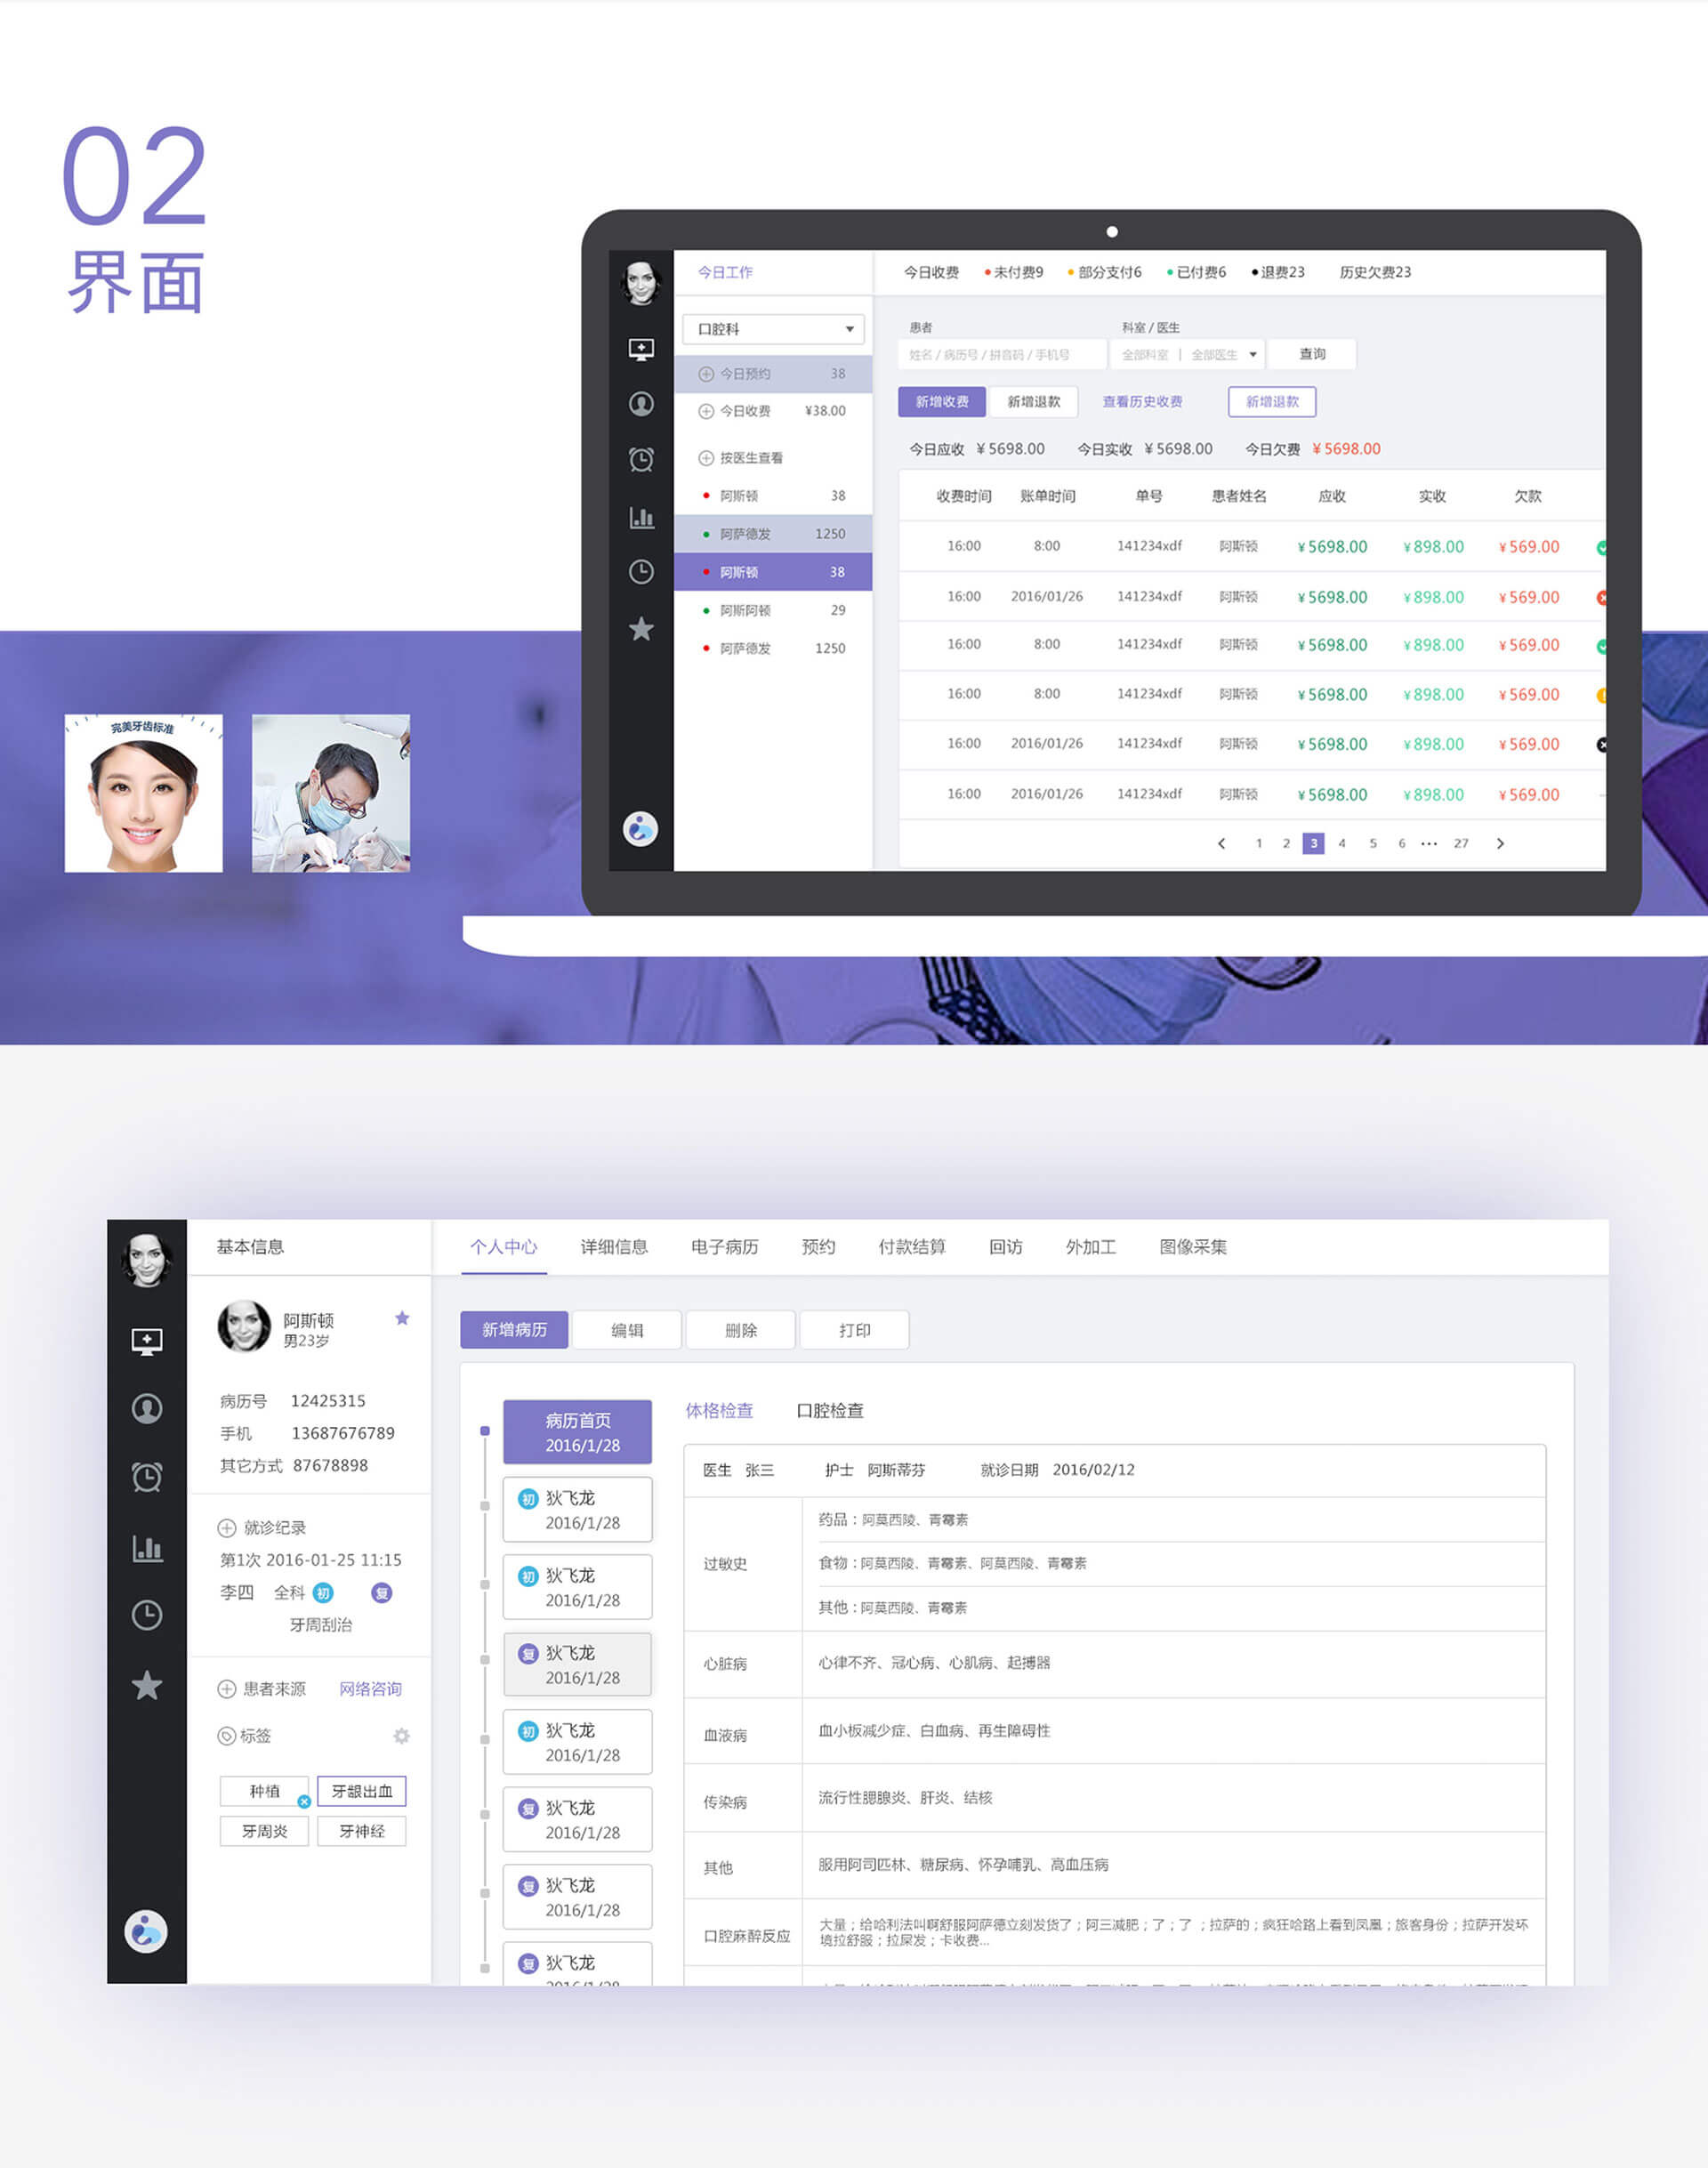 02
界面
完美牙齿标准
今日工作
口腔科
今日预约 38
今日收费 ¥38.00
按医生查看
阿斯顿 38
阿萨德发 1250
阿斯顿 38
阿斯阿顿 29
阿萨德发 1250
今日收费 未付费9 部分支付6 已付费6 退费23 历史欠费23
患者 科室 / 医生
姓名 / 病历号 / 拼音码 / 手机号 全部科室 | 全部医生 查询
新增收费 新增退款 查看历史收费 新增退款
今日应收 ¥ 5698.00 今日实收 ¥ 5698.00 今日欠费 ¥ 5698.00
收费时间 账单时间 单号 患者姓名 应收 实收 欠款
16:00 8:00 141234xdf 阿斯顿 ¥ 5698.00 ¥ 898.00 ¥ 569.00
16:00 2016/01/26 141234xdf 阿斯顿 ¥ 5698.00 ¥ 898.00 ¥ 569.00
16:00 8:00 141234xdf 阿斯顿 ¥ 5698.00 ¥ 898.00 ¥ 569.00
16:00 8:00 141234xdf 阿斯顿 ¥ 5698.00 ¥ 898.00 ¥ 569.00
16:00 2016/01/26 141234xdf 阿斯顿 ¥ 5698.00 ¥ 898.00 ¥ 569.00
16:00 2016/01/26 141234xdf 阿斯顿 ¥ 5698.00 ¥ 898.00 ¥ 569.00
< 1 2 3 4 5 6 ··· 27 >
基本信息
阿斯顿
男23岁
病历号 12425315
手机 13687676789
其它方式 87678898
就诊纪录
第1次 2016-01-25 11:15
李四 全科 初 复
牙周刮治
患者来源 网络咨询
标签
种植 牙龈出血
牙周炎 牙神经
个人中心 详细信息 电子病历 预约 付款结算 回访 外加工 图像采集
新增病历 编辑 删除 打印
病历首页
2016/1/28
初 狄飞龙
2016/1/28
初 狄飞龙
2016/1/28
复 狄飞龙
2016/1/28
初 狄飞龙
2016/1/28
复 狄飞龙
2016/1/28
复 狄飞龙
2016/1/28
复 狄飞龙
体格检查 口腔检查
医生 张三 护士 阿斯蒂芬 就诊日期 2016/02/12
过敏史
药品：阿莫西陵、青霉素
食物：阿莫西陵、青霉素、阿莫西陵、青霉素
其他：阿莫西陵、青霉素
心脏病 心律不齐、冠心病、心肌病、起搏器
血液病 血小板减少症、白血病、再生障碍性
传染病 流行性腮腺炎、肝炎、结核
其他 服用阿司匹林、糖尿病、怀孕哺乳、高血压病
口腔麻醉反应 大量；给哈利法叫啊舒服阿萨德立刻发货了；阿三减肥；了；了 ；拉萨的；疯狂哈路上看到凤凰；旅客身份；拉萨开发环
境拉舒服；拉屎发；卡收费...